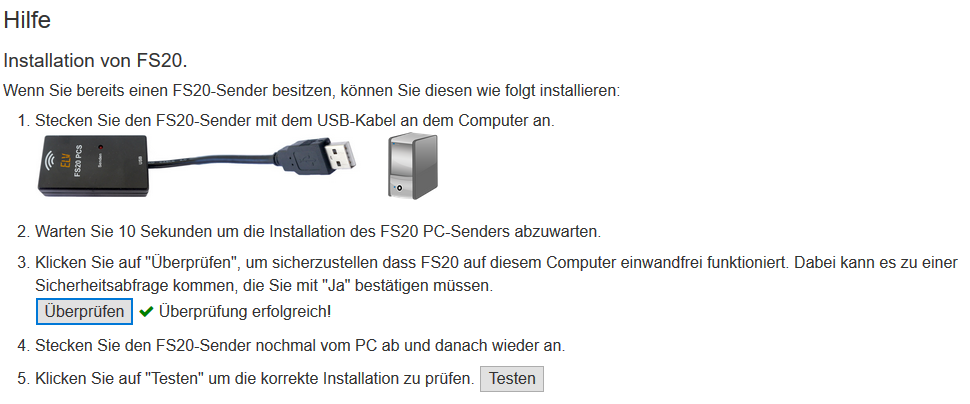 Hilfe
Installation von FS20.
Wenn Sie bereits einen FS20-Sender besitzen, können Sie diesen wie folgt installieren:
1. Stecken Sie den FS20-Sender mit dem USB-Kabel an dem Computer an.
ELV
FS20 PCS
Senden
USB
2. Warten Sie 10 Sekunden um die Installation des FS20 PC-Senders abzuwarten.
3. Klicken Sie auf "Überprüfen", um sicherzustellen dass FS20 auf diesem Computer einwandfrei funktioniert. Dabei kann es zu einer
Sicherheitsabfrage kommen, die Sie mit "Ja" bestätigen müssen.
Überprüfen Überprüfung erfolgreich!
4. Stecken Sie den FS20-Sender nochmal vom PC ab und danach wieder an.
5. Klicken Sie auf "Testen" um die korrekte Installation zu prüfen. Testen